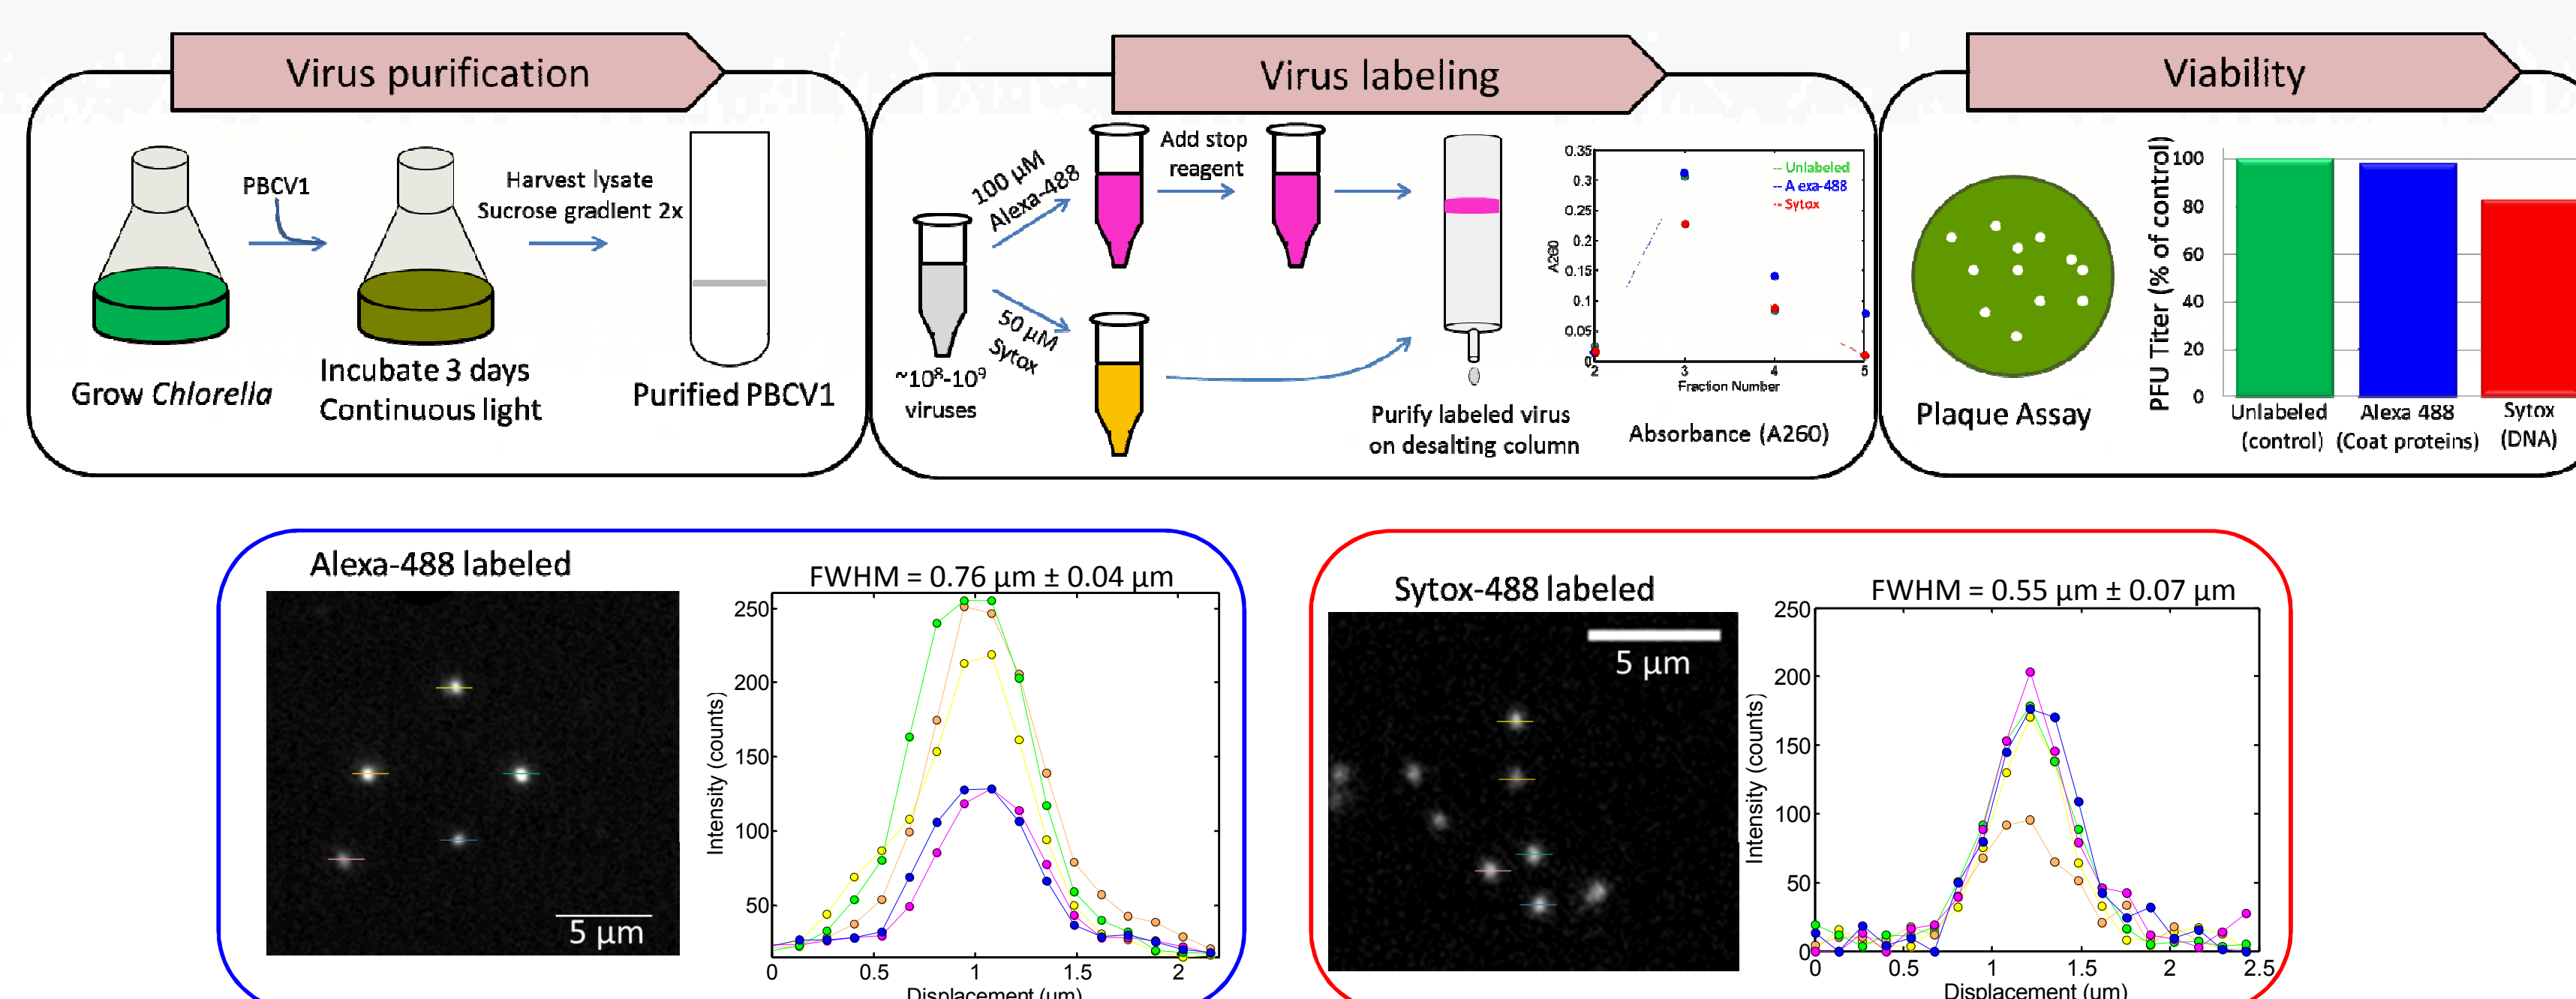 Virus purification
PBCV1
Harvest lysate
Sucrose gradient 2x
Grow Chlorella
Incubate 3 days
Continuous light
Purified PBCV1
Virus labeling
100 µM
Alexa-488
Add stop
reagent
50 µM
Sytox
~10⁸-10⁹
viruses
Purify labeled virus
on desalting column
0.35
0.3
0.25
0.2
0.15
0.1
0.05
0
A260
2 3 4 5
Fraction Number
-- Unlabeled
-- A exa-488
-- Sytox
Absorbance (A260)
Viability
Plaque Assay
PFU Titer (% of control)
100
80
60
40
20
0
Unlabeled
(control)
Alexa 488
(Coat proteins)
Sytox
(DNA)
Alexa-488 labeled
5 µm
FWHM = 0.76 µm ± 0.04 µm
250
200
150
100
50
Intensity (counts)
0 0.5 1 1.5 2
Displacement (um)
Sytox-488 labeled
5 µm
FWHM = 0.55 µm ± 0.07 µm
250
200
150
100
50
0
Intensity (counts)
0 0.5 1 1.5 2 2.5
Displacement (um)